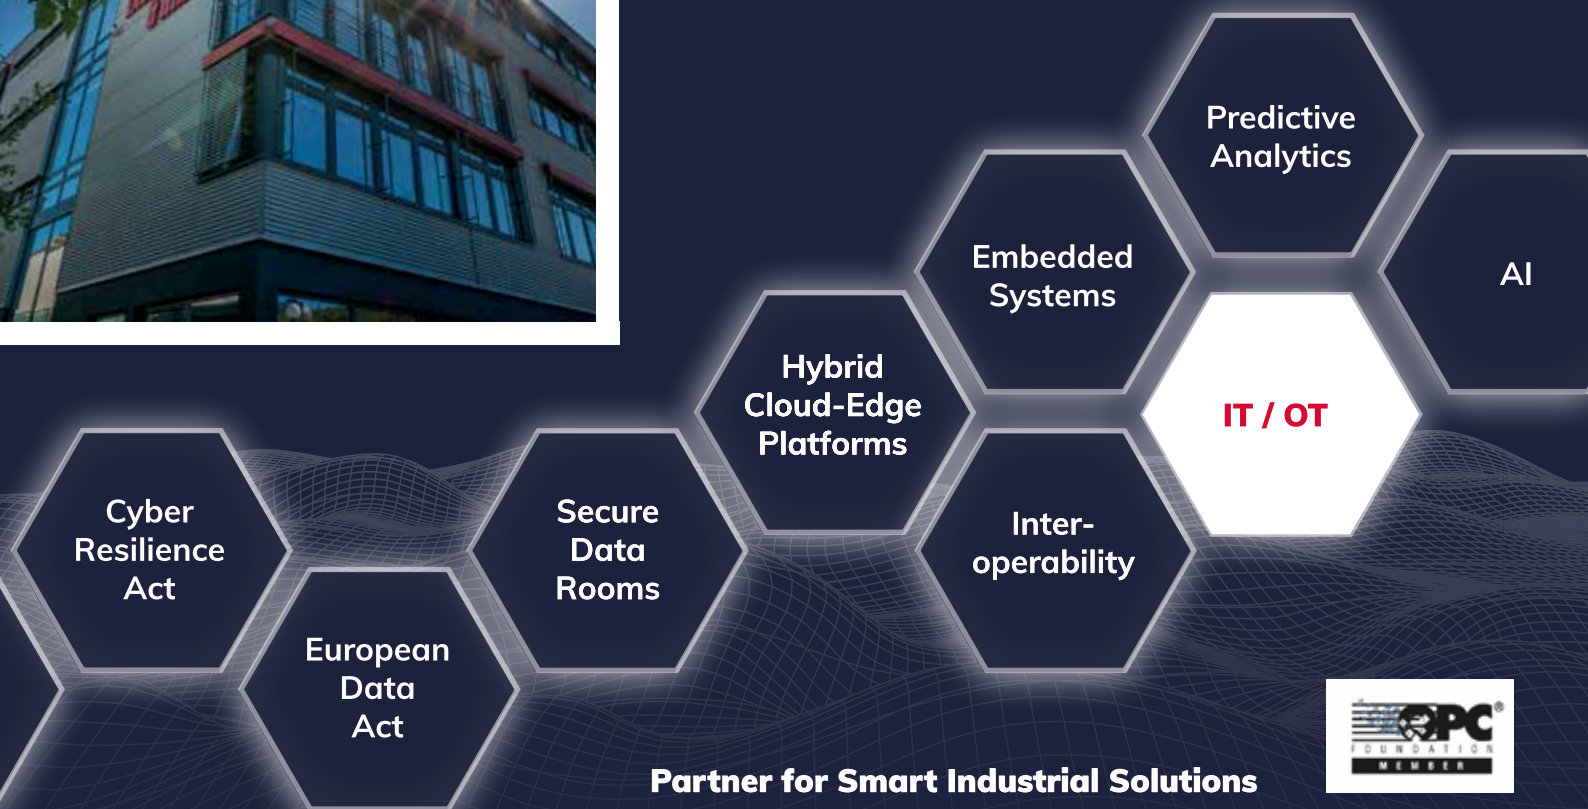 Predictive
Analytics
Embedded
Systems
AI
Hybrid
Cloud-Edge
Platforms
IT / OT
Cyber
Resilience
Act
Secure
Data
Rooms
Inter-
operability
European
Data
Act
OPC®
FOUNDATION
MEMBER
Partner for Smart Industrial Solutions